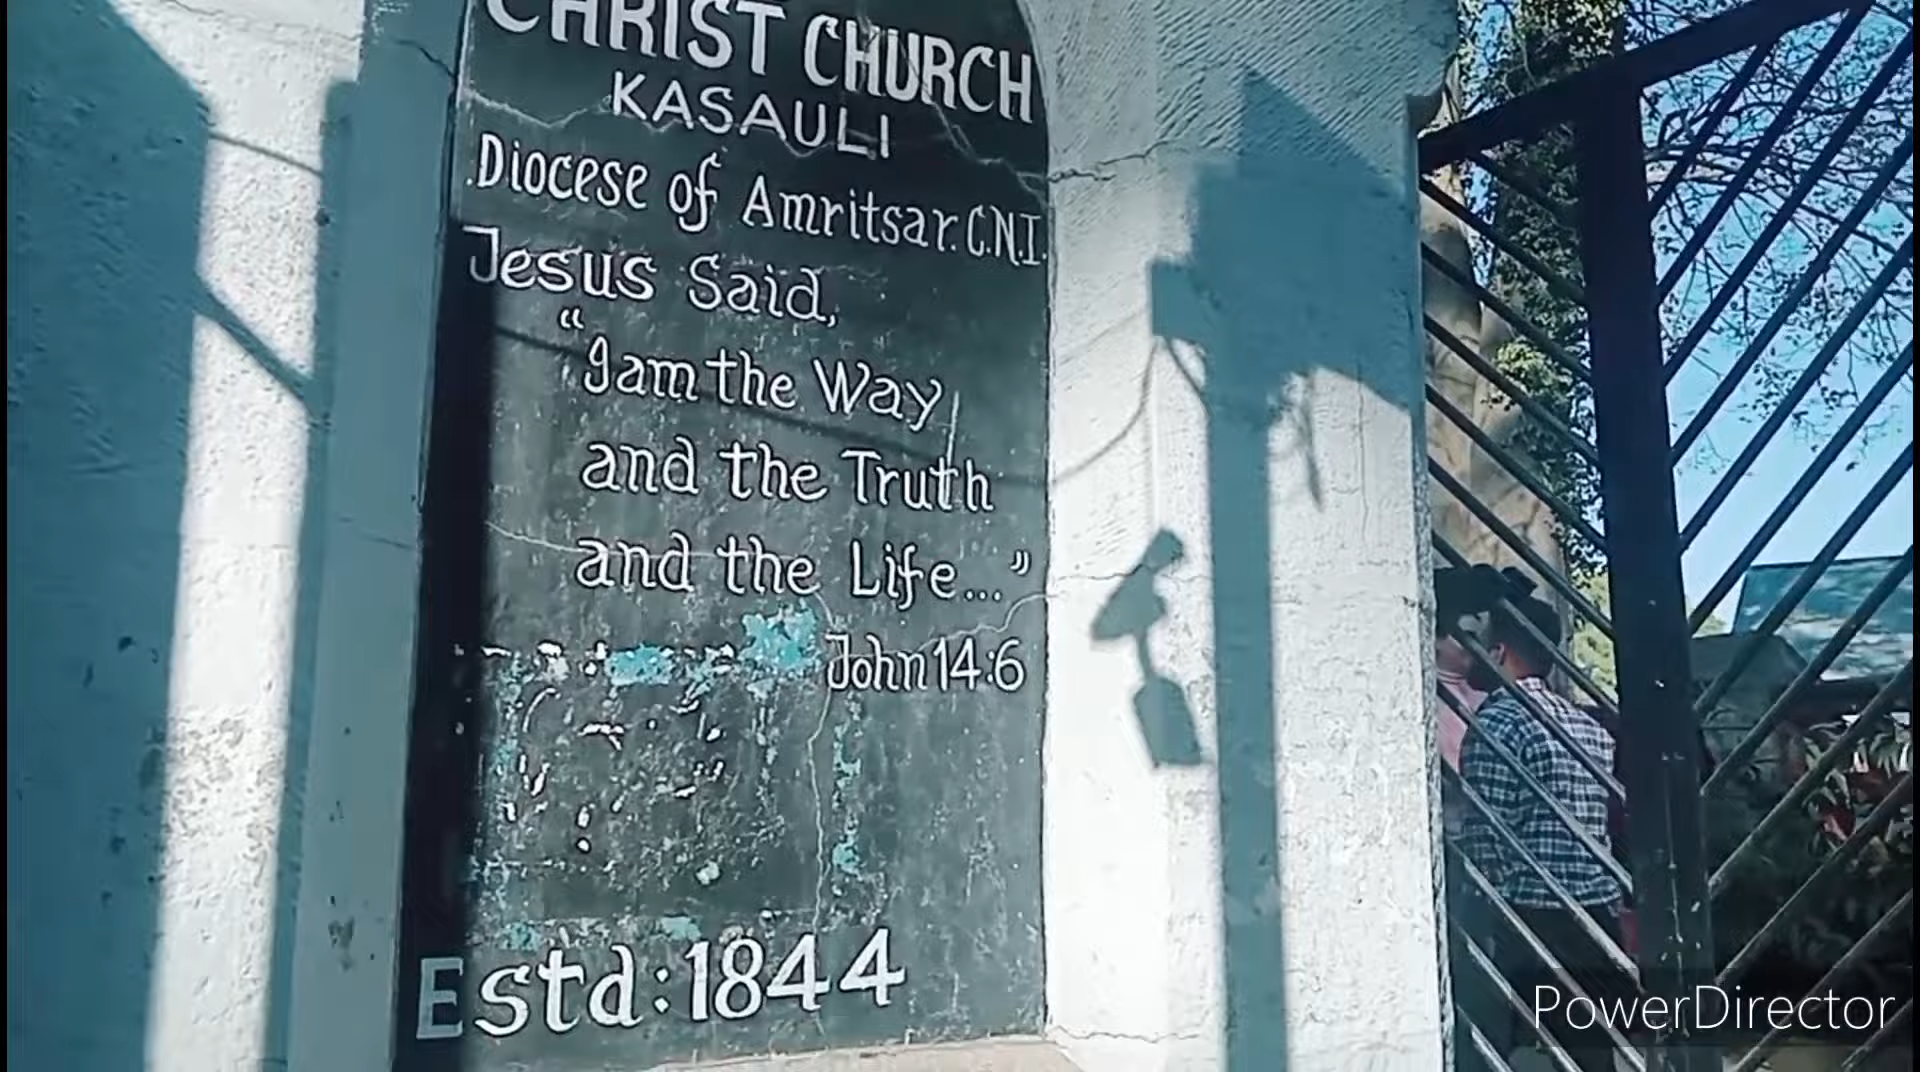 CHRIST CHURCH
KASAULI
Diocese of Amritsar. C.N.I.
Jesus Said,
“I am the Way
and the Truth
and the Life...”
John 14:6
Estd: 1844
PowerDirector